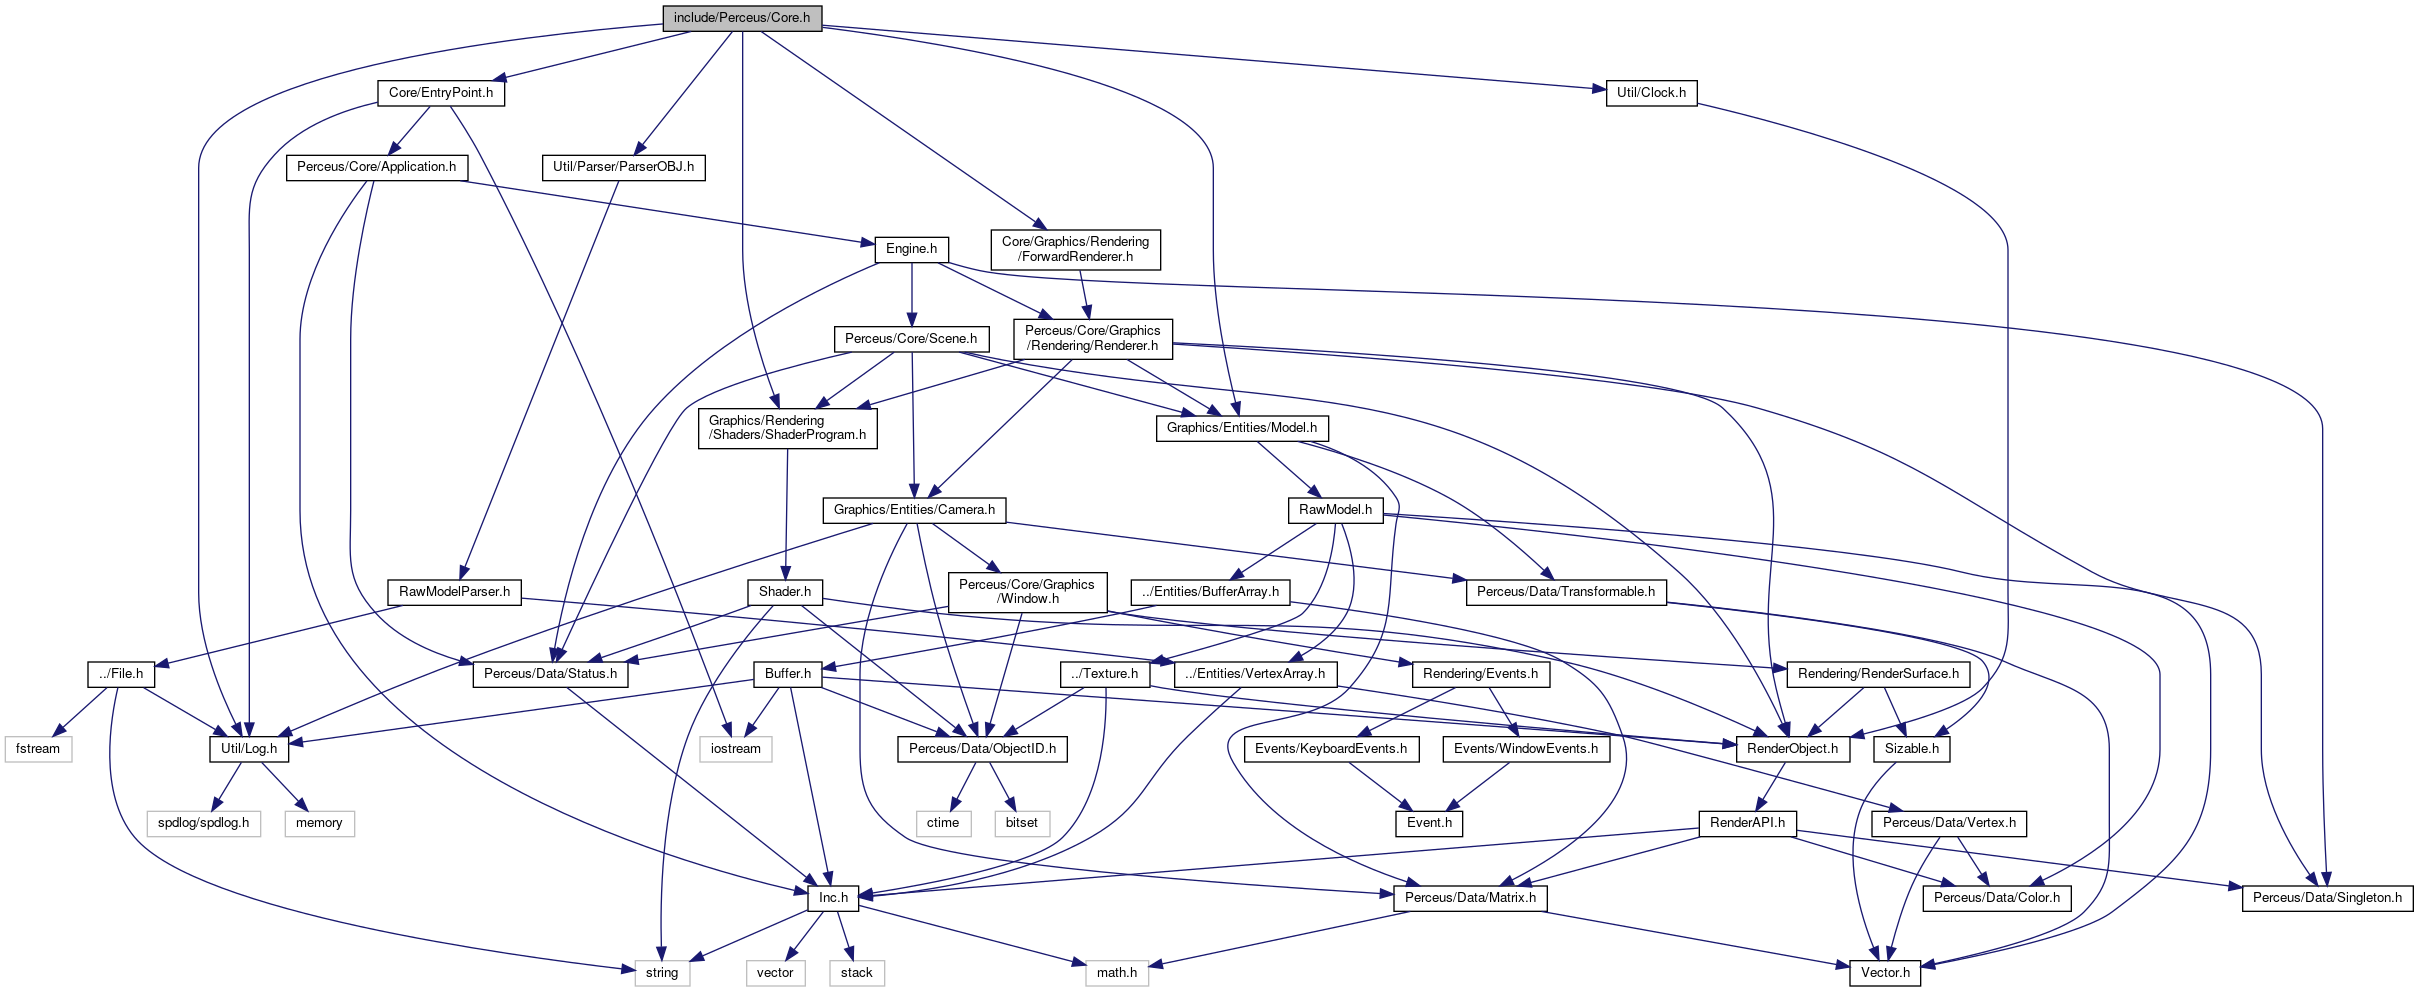 include/Perceus/Core.h
Core/EntryPoint.h
Util/Clock.h
Perceus/Core/Application.h
Util/Parser/ParserOBJ.h
Engine.h
Core/Graphics/Rendering
/ForwardRenderer.h
Perceus/Core/Scene.h
Perceus/Core/Graphics
/Rendering/Renderer.h
Graphics/Rendering
/Shaders/ShaderProgram.h
Graphics/Entities/Model.h
Graphics/Entities/Camera.h
RawModel.h
RawModelParser.h
Shader.h
Perceus/Core/Graphics
/Window.h
../Entities/BufferArray.h
Perceus/Data/Transformable.h
../File.h
Perceus/Data/Status.h
Buffer.h
../Texture.h
../Entities/VertexArray.h
Rendering/Events.h
Rendering/RenderSurface.h
fstream
Util/Log.h
iostream
Perceus/Data/ObjectID.h
Events/KeyboardEvents.h
Events/WindowEvents.h
RenderObject.h
Sizable.h
spdlog/spdlog.h
memory
ctime
bitset
Event.h
RenderAPI.h
Perceus/Data/Vertex.h
Inc.h
Perceus/Data/Matrix.h
Perceus/Data/Color.h
Perceus/Data/Singleton.h
string
vector
stack
math.h
Vector.h